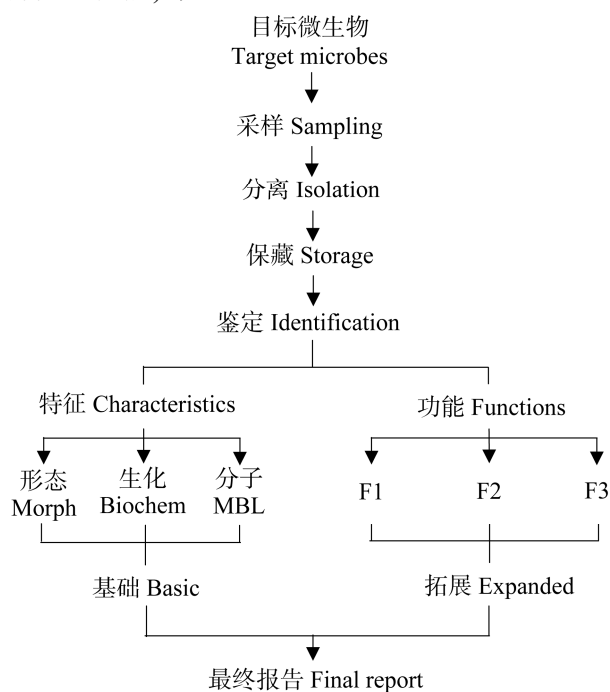 目标微生物
Target microbes
采样 Sampling
分离 Isolation
保藏 Storage
鉴定 Identification
特征 Characteristics
功能 Functions
形态
Morph
生化
Biochem
分子
MBL
F1
F2
F3
基础 Basic
拓展 Expanded
最终报告 Final report